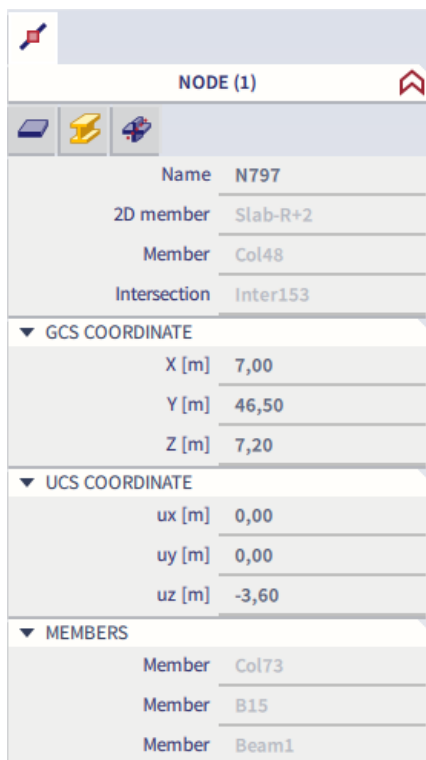 NODE (1)
Name N797
2D member Slab-R+2
Member Col48
Intersection Inter153
GCS COORDINATE
X [m] 7,00
Y [m] 46,50
Z [m] 7,20
UCS COORDINATE
ux [m] 0,00
uy [m] 0,00
uz [m] -3,60
MEMBERS
Member Col73
Member B15
Member Beam1